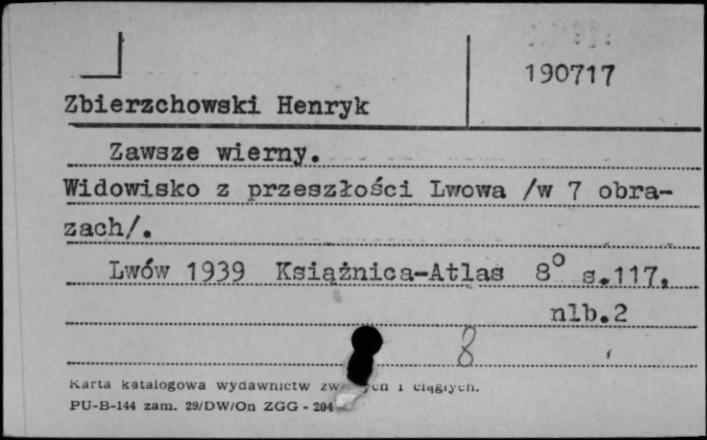 190717
Zbierzchowski Henryk
Zawsze wierny.
Widowisko z przeszłości Lwowa /w 7 obra-
zach/.
Lwów 1939 Książnica-Atlas 8° s.117,
nlb.2
8
Karta katalogowa wydawnictw i ciągłych.
PU-B-144 zam. 29/DW/On ZGG - 204